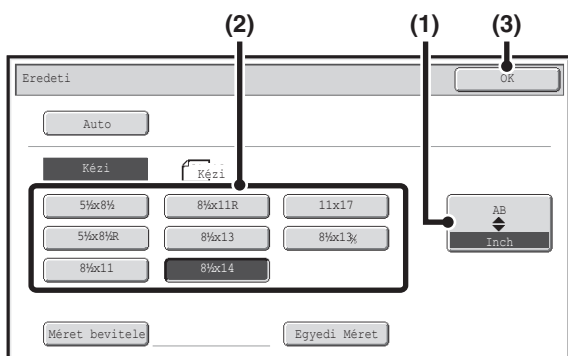 (2) (1) (3)
Eredeti OK
Auto
Kézi Kézi
5½x8½ 8½x11R 11x17
5½x8½R 8½x13 8½x13⅖
8½x11 8½x14
AB
Inch
Méret bevitele Egyedi Méret